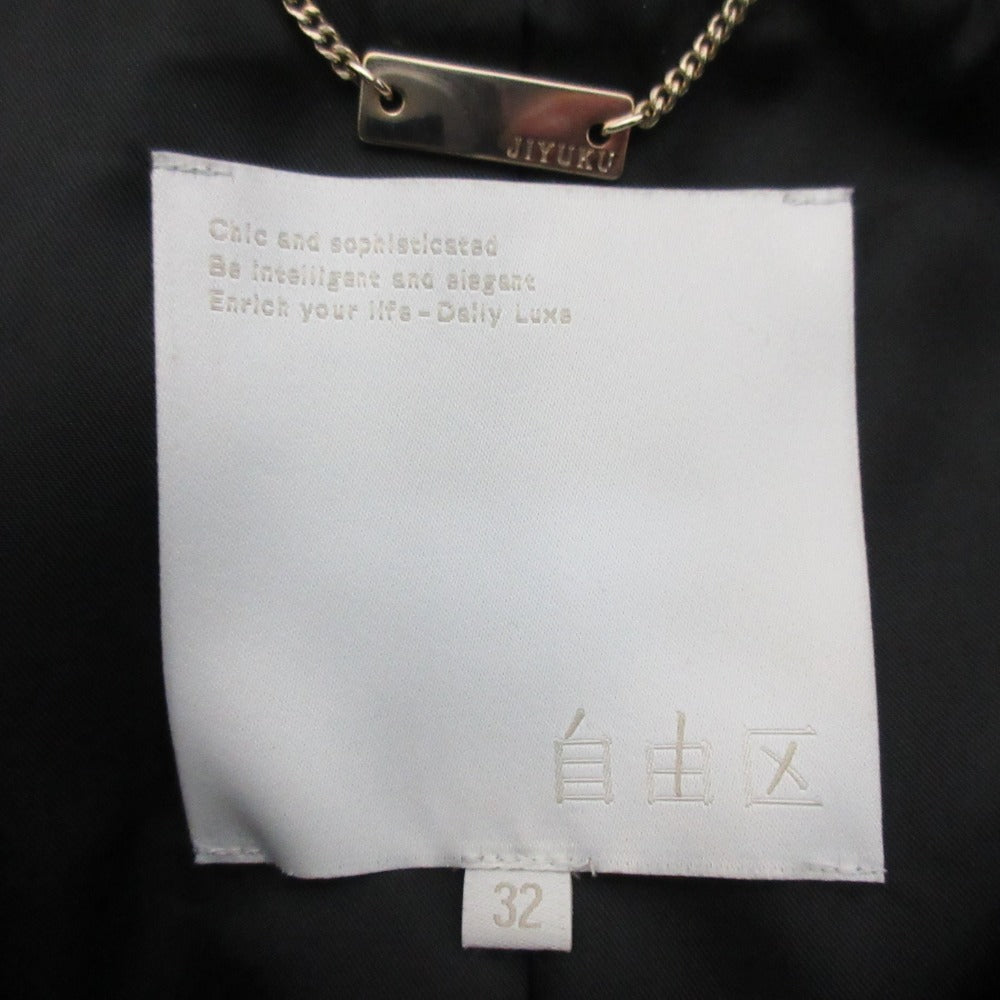 JIYUKU
Chic and sophisticated
Be intelligent and elegant
Enrich your life – Daily Luxe
自由区
32